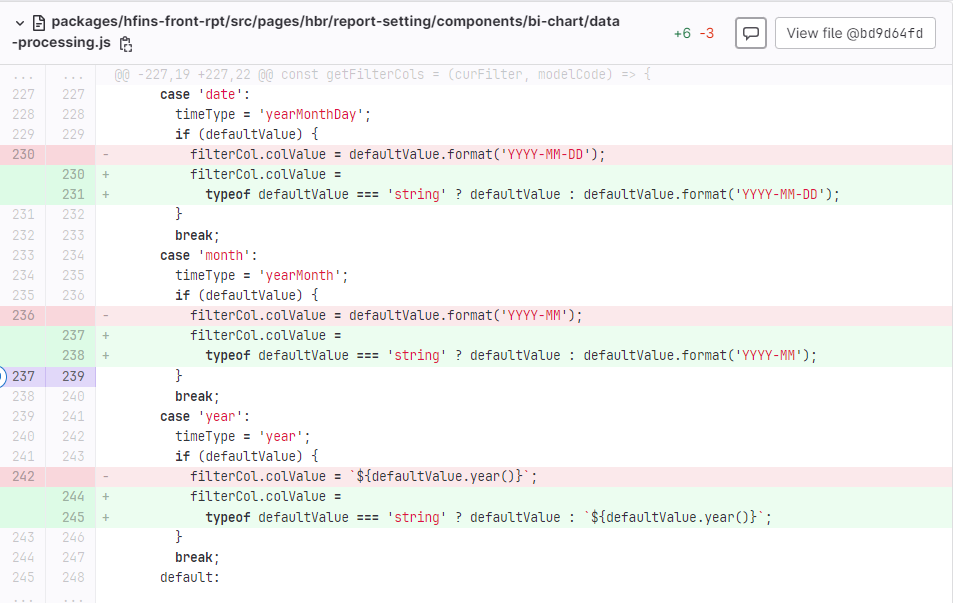 packages/hfins-front-rpt/src/pages/hbr/report-setting/components/bi-chart/data
-processing.js
+6 -3
View file @bd9d64fd
... ... @@ -227,19 +227,22 @@ const getFilterCols = (curFilter, modelCode) => {
227 227 case 'date':
228 228 timeType = 'yearMonthDay';
229 229 if (defaultValue) {
230 - filterCol.colValue = defaultValue.format('YYYY-MM-DD');
230 + filterCol.colValue =
231 + typeof defaultValue === 'string' ? defaultValue : defaultValue.format('YYYY-MM-DD');
231 232 }
232 233 break;
233 234 case 'month':
234 235 timeType = 'yearMonth';
235 236 if (defaultValue) {
236 - filterCol.colValue = defaultValue.format('YYYY-MM');
237 + filterCol.colValue =
238 + typeof defaultValue === 'string' ? defaultValue : defaultValue.format('YYYY-MM');
237 239 }
238 240 break;
239 241 case 'year':
240 242 timeType = 'year';
241 243 if (defaultValue) {
242 - filterCol.colValue = `${defaultValue.year()}`;
244 + filterCol.colValue =
245 + typeof defaultValue === 'string' ? defaultValue : `${defaultValue.year()}`;
243 246 }
244 247 break;
245 248 default:
... ...